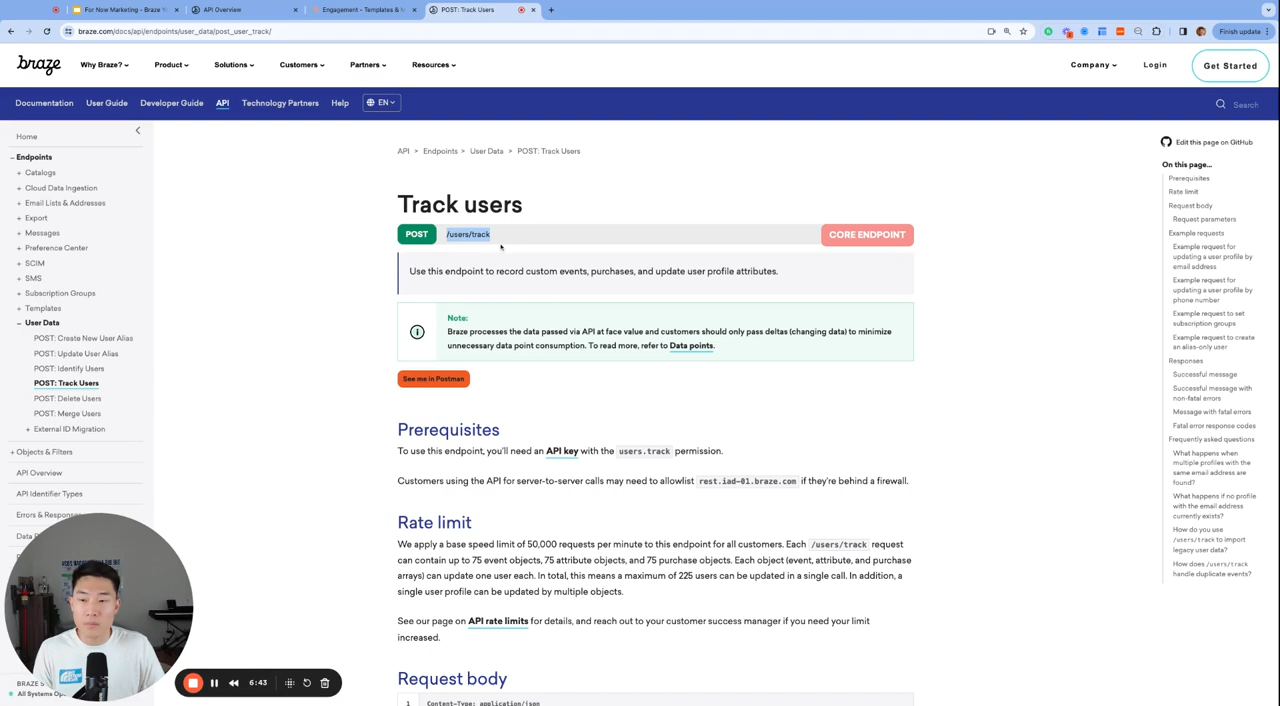 For Now Marketing - Braze
API Overview
Engagement - Templates & M
POST: Track Users
braze.com/docs/api/endpoints/user_data/post_user_track/
Finish update
braze
Why Braze?
Product
Solutions
Customers
Partners
Resources
Company
Login
Get Started
Documentation
User Guide
Developer Guide
API
Technology Partners
Help
EN
Search
Home
Endpoints
Catalogs
Cloud Data Ingestion
Email Lists & Addresses
Export
Messages
Preference Center
SCIM
SMS
Subscription Groups
Templates
User Data
POST: Create New User Alias
POST: Update User Alias
POST: Identify Users
POST: Track Users
POST: Delete Users
POST: Merge Users
External ID Migration
Objects & Filters
API Overview
API Identifier Types
Errors & Responses
Data P
BRAZE S
All Systems Op
API > Endpoints > User Data > POST: Track Users
Track users
POST /users/track CORE ENDPOINT
Use this endpoint to record custom events, purchases, and update user profile attributes.
Note:
Braze processes the data passed via API at face value and customers should only pass deltas (changing data) to minimize
unnecessary data point consumption. To read more, refer to Data points.
See me in Postman
Prerequisites
To use this endpoint, you'll need an API key with the users.track permission.
Customers using the API for server-to-server calls may need to allowlist rest.iad-01.braze.com if they're behind a firewall.
Rate limit
We apply a base speed limit of 50,000 requests per minute to this endpoint for all customers. Each /users/track request
can contain up to 75 event objects, 75 attribute objects, and 75 purchase objects. Each object (event, attribute, and purchase
arrays) can update one user each. In total, this means a maximum of 225 users can be updated in a single call. In addition, a
single user profile can be updated by multiple objects.
See our page on API rate limits for details, and reach out to your customer success manager if you need your limit
increased.
Request body
1 Content-Type: application/json
Edit this page on GitHub
On this page...
Prerequisites
Rate limit
Request body
Request parameters
Example requests
Example request for
updating a user profile by
email address
Example request for
updating a user profile by
phone number
Example request to set
subscription groups
Example request to create
an alias-only user
Responses
Successful message
Successful message with
non-fatal errors
Message with fatal errors
Fatal error response codes
Frequently asked questions
What happens when
multiple profiles with the
same email address are
found?
What happens if no profile
with the email address
currently exists?
How do you use
/users/track to import
legacy user data?
How does /users/track
handle duplicate events?
6:43